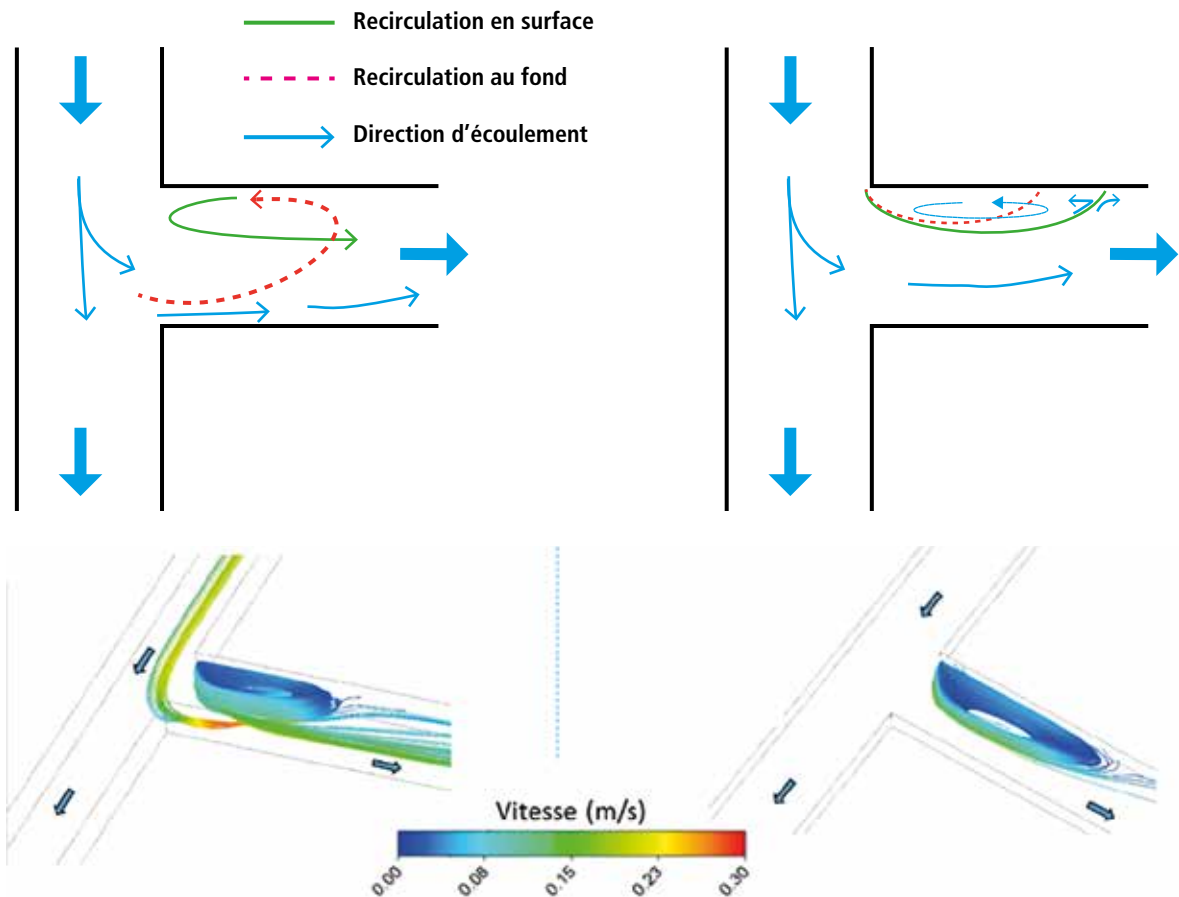 Recirculation en surface
Recirculation au fond
Direction d'écoulement
Vitesse (m/s)
0.00 0.08 0.15 0.23 0.30